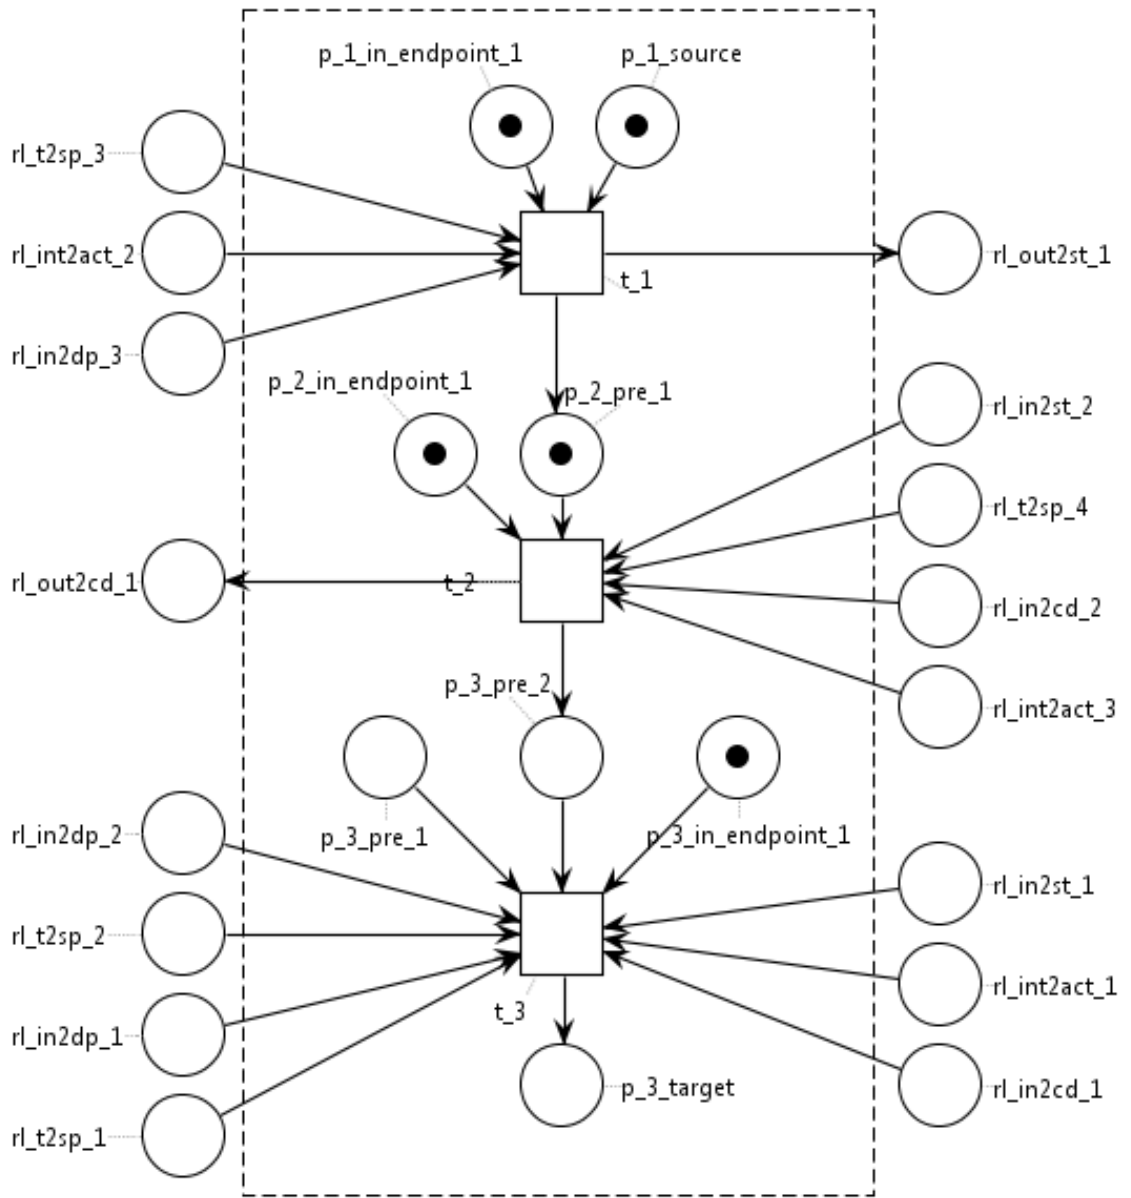 p_1_in_endpoint_1
p_1_source
rl_t2sp_3
rl_int2act_2
rl_out2st_1
t_1
rl_in2dp_3
p_2_in_endpoint_1
p_2_pre_1
rl_in2st_2
rl_t2sp_4
rl_out2cd_1
t_2
rl_in2cd_2
p_3_pre_2
rl_int2act_3
rl_in2dp_2
p_3_pre_1
p_3_in_endpoint_1
rl_in2st_1
rl_t2sp_2
rl_int2act_1
t_3
rl_in2dp_1
p_3_target
rl_in2cd_1
rl_t2sp_1